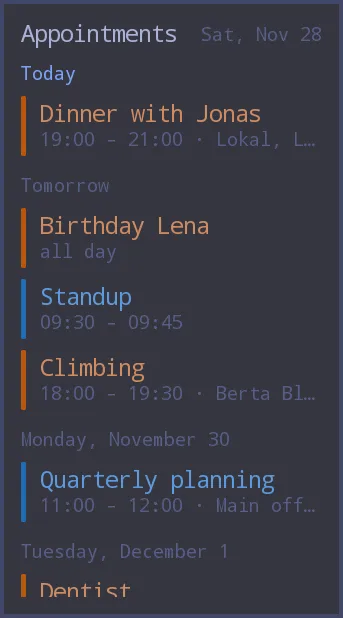 Appointments Sat, Nov 28
Today
Dinner with Jonas
19:00 – 21:00 · Lokal, L…
Tomorrow
Birthday Lena
all day
Standup
09:30 – 09:45
Climbing
18:00 – 19:30 · Berta Bl…
Monday, November 30
Quarterly planning
11:00 – 12:00 · Main off…
Tuesday, December 1
Dentist